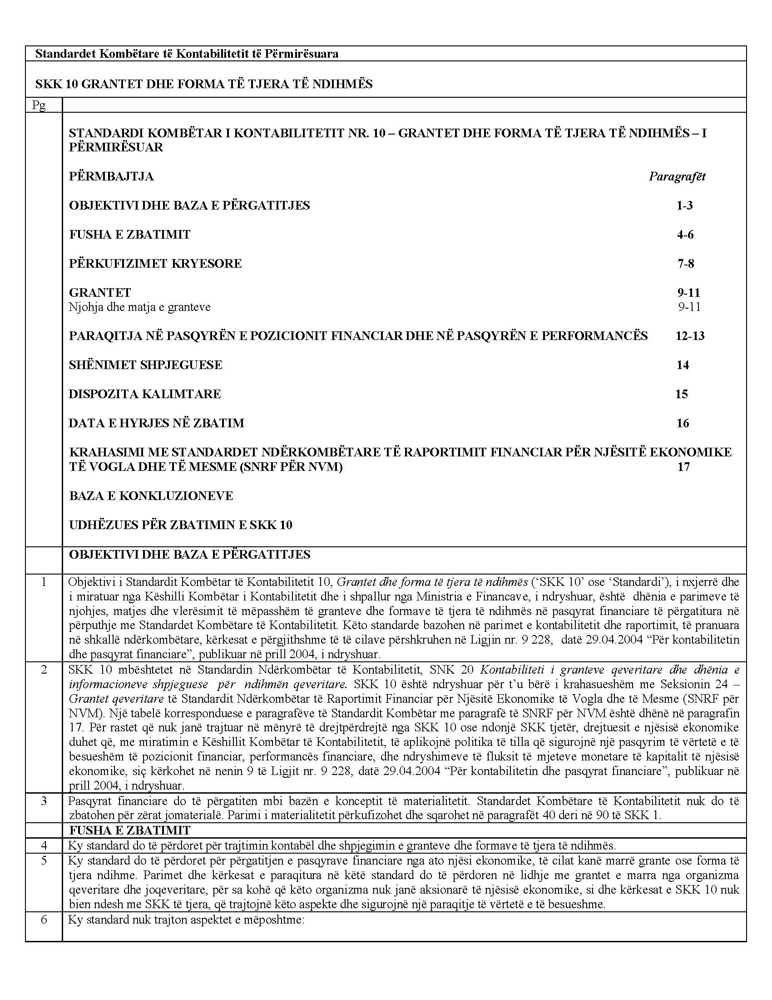 Standardet Kombëtare të Kontabilitetit të Përmirësuara
SKK 10 GRANTET DHE FORMA TË TJERA TË NDIHMËS
Pg
STANDARDI KOMBËTAR I KONTABILITETIT NR. 10 – GRANTET DHE FORMA TË TJERA TË NDIHMËS – I
PËRMIRËSUAR
PËRMBAJTJA Paragrafët
OBJEKTIVI DHE BAZA E PËRGATITJES 1-3
FUSHA E ZBATIMIT 4-6
PËRKUFIZIMET KRYESORE 7-8
GRANTET 9-11
Njohja dhe matja e granteve 9-11
PARAQITJA NË PASQYRËN E POZICIONIT FINANCIAR DHE NË PASQYRËN E PERFORMANCËS 12-13
SHËNIMET SHPJEGUESE 14
DISPOZITA KALIMTARE 15
DATA E HYRJES NË ZBATIM 16
KRAHASIMI ME STANDARDET NDËRKOMBËTARE TË RAPORTIMIT FINANCIAR PËR NJËSITË EKONOMIKE
TË VOGLA DHE TË MESME (SNRF PËR NVM) 17
BAZA E KONKLUZIONEVE
UDHËZUES PËR ZBATIMIN E SKK 10
OBJEKTIVI DHE BAZA E PËRGATITJES
1 Objektivi i Standardit Kombëtar të Kontabilitetit 10, Grantet dhe forma të tjera të ndihmës (‘SKK 10’ ose ‘Standardi’), i nxjerrë dhe
i miratuar nga Këshilli Kombëtar i Kontabilitetit dhe i shpallur nga Ministria e Financave, i ndryshuar, është dhënia e parimeve të
njohjes, matjes dhe vlerësimit të mëpasshëm të granteve dhe formave të tjera të ndihmës në pasqyrat financiare të përgatitura në
përputhje me Standardet Kombëtare të Kontabilitetit. Këto standarde bazohen në parimet e kontabilitetit dhe raportimit, të pranuara
në shkallë ndërkombëtare, kërkesat e përgjithshme të të cilave përshkruhen në Ligjin nr. 9 228, datë 29.04.2004 “Për kontabilitetin
dhe pasqyrat financiare”, publikuar në prill 2004, i ndryshuar.
2 SKK 10 mbështetet në Standardin Ndërkombëtar të Kontabilitetit, SNK 20 Kontabiliteti i granteve qeveritare dhe dhënia e
informacioneve shpjeguese për ndihmën qeveritare. SKK 10 është ndryshuar për t’u bërë i krahasueshëm me Seksionin 24 –
Grantet qeveritare të Standardit Ndërkombëtar të Raportimit Financiar për Njësitë Ekonomike të Vogla dhe të Mesme (SNRF për
NVM). Një tabelë korresponduese e paragrafëve të Standardit Kombëtar me paragrafë të SNRF për NVM është dhënë në paragrafin
17. Për rastet që nuk janë trajtuar në mënyrë të drejtpërdrejtë nga SKK 10 ose ndonjë SKK tjetër, drejtuesit e njësisë ekonomike
duhet që, me miratimin e Këshillit Kombëtar të Kontabilitetit, të aplikojnë politika të tilla që sigurojnë një pasqyrim të vërtetë e të
besueshëm të pozicionit financiar, performancës financiare, dhe ndryshimeve të fluksit të mjeteve monetare të kapitalit të njësisë
ekonomike, siç kërkohet në nenin 9 të Ligjit nr. 9 228, datë 29.04.2004 “Për kontabilitetin dhe pasqyrat financiare”, publikuar në
prill 2004, i ndryshuar.
3 Pasqyrat financiare do të përgatiten mbi bazën e konceptit të materialitetit. Standardet Kombëtare të Kontabilitetit nuk do të
zbatohen për zërat jomaterialë. Parimi i materialitetit përkufizohet dhe sqarohet në paragrafët 40 deri në 90 të SKK 1.
FUSHA E ZBATIMIT
4 Ky standard do të përdoret për trajtimin kontabël dhe shpjegimin e granteve dhe formave të tjera të ndihmës.
5 Ky standard do të përdoret për përgatitjen e pasqyrave financiare nga ato njësi ekonomike, të cilat kanë marrë grante ose forma të
tjera ndihme. Parimet dhe kërkesat e paraqitura në këtë standard do të përdoren në lidhje me grantet e marra nga organizma
qeveritare dhe joqeveritare, për sa kohë që këto organizma nuk janë aksionarë të njësisë ekonomike, si dhe kërkesat e SKK 10 nuk
bien ndesh me SKK të tjera, që trajtojnë këto aspekte dhe sigurojnë një paraqitje të vërtetë e të besueshme.
6 Ky standard nuk trajton aspektet e mëposhtme: